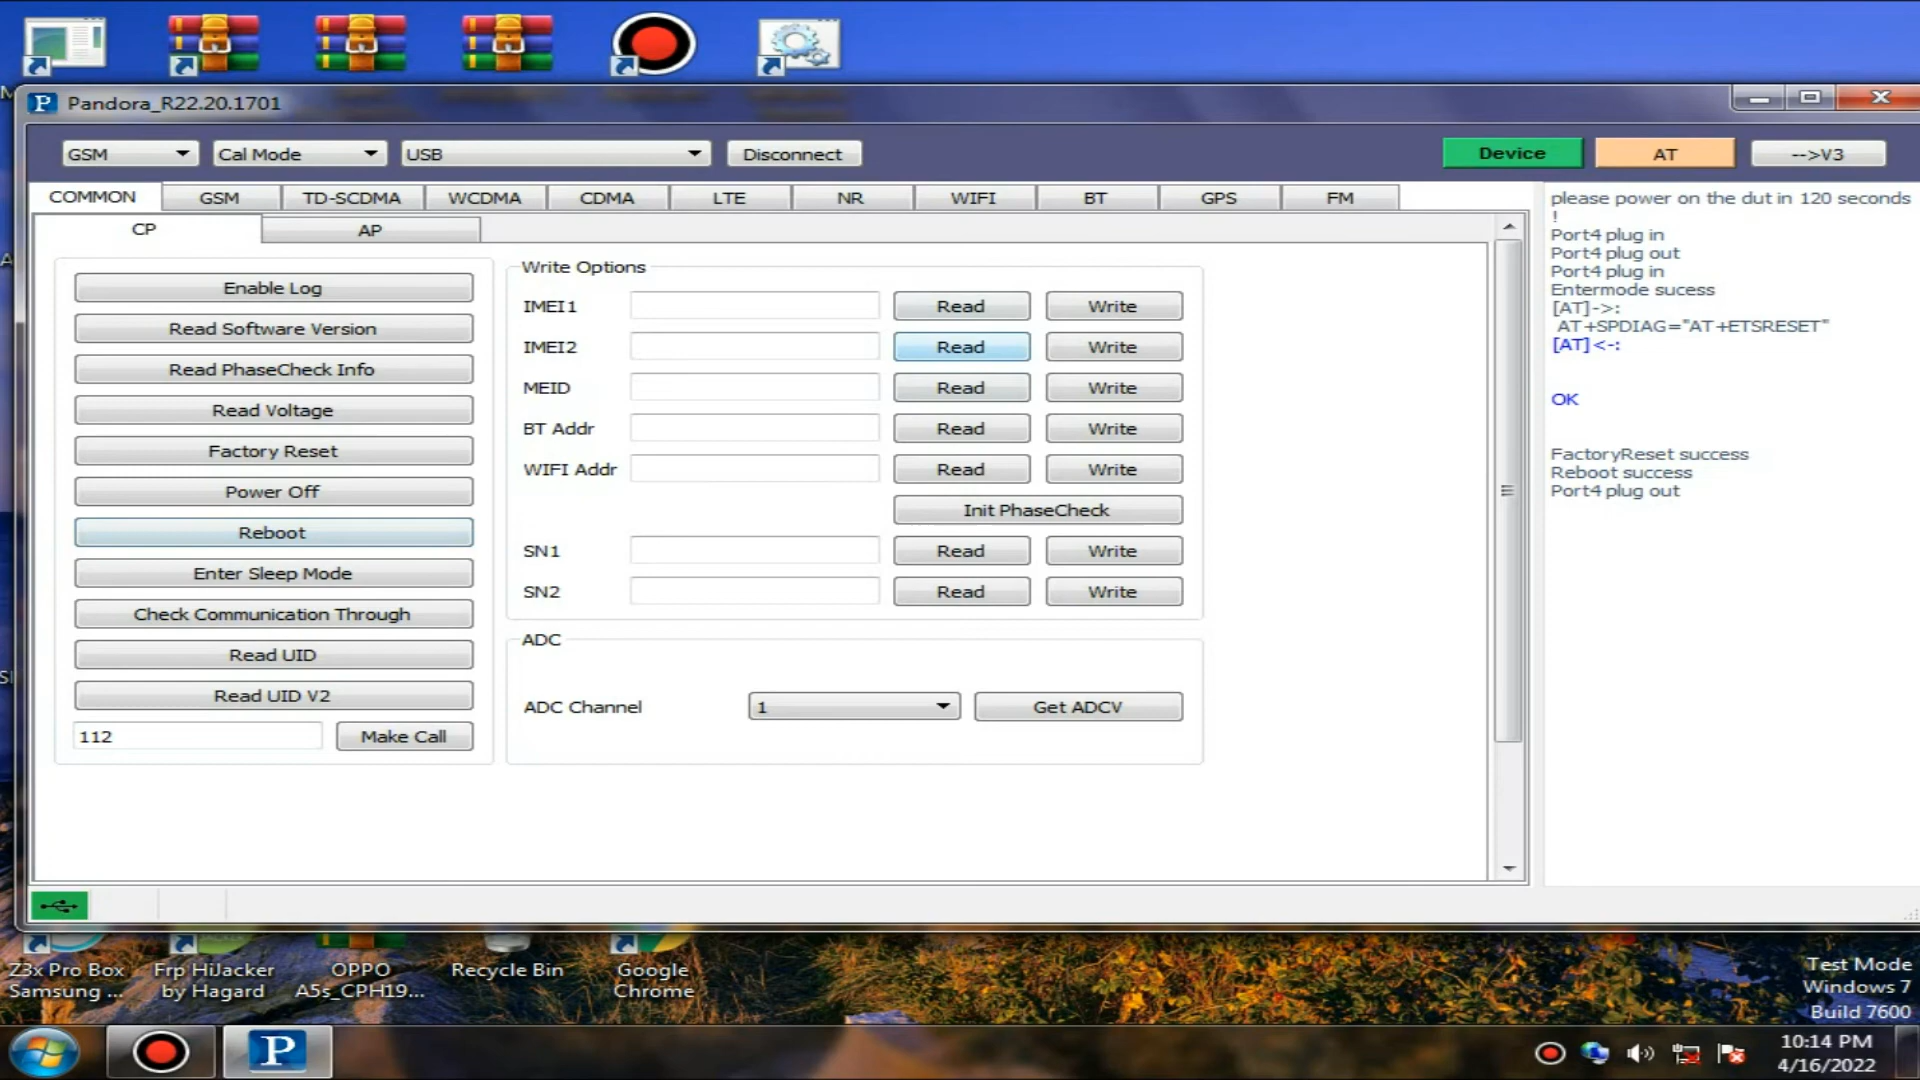 Pandora_R22.20.1701
GSM Cal Mode USB Disconnect Device AT -->V3
COMMON GSM TD-SCDMA WCDMA CDMA LTE NR WIFI BT GPS FM
CP AP
Enable Log
Read Software Version
Read PhaseCheck Info
Read Voltage
Factory Reset
Power Off
Reboot
Enter Sleep Mode
Check Communication Through
Read UID
Read UID V2
112 Make Call
Write Options
IMEI1 Read Write
IMEI2 Read Write
MEID Read Write
BT Addr Read Write
WIFI Addr Read Write
Init PhaseCheck
SN1 Read Write
SN2 Read Write
ADC
ADC Channel 1 Get ADCV
please power on the dut in 120 seconds
!
Port4 plug in
Port4 plug out
Port4 plug in
Entermode sucess
[AT]->:
AT+SPDIAG="AT+ETSRESET"
[AT]<-:
OK
FactoryReset success
Reboot success
Port4 plug out
Z3x Pro Box
Samsung ...
Frp HiJacker
by Hagard
OPPO
A5s_CPH19...
Recycle Bin
Google
Chrome
Test Mode
Windows 7
Build 7600
10:14 PM
4/16/2022